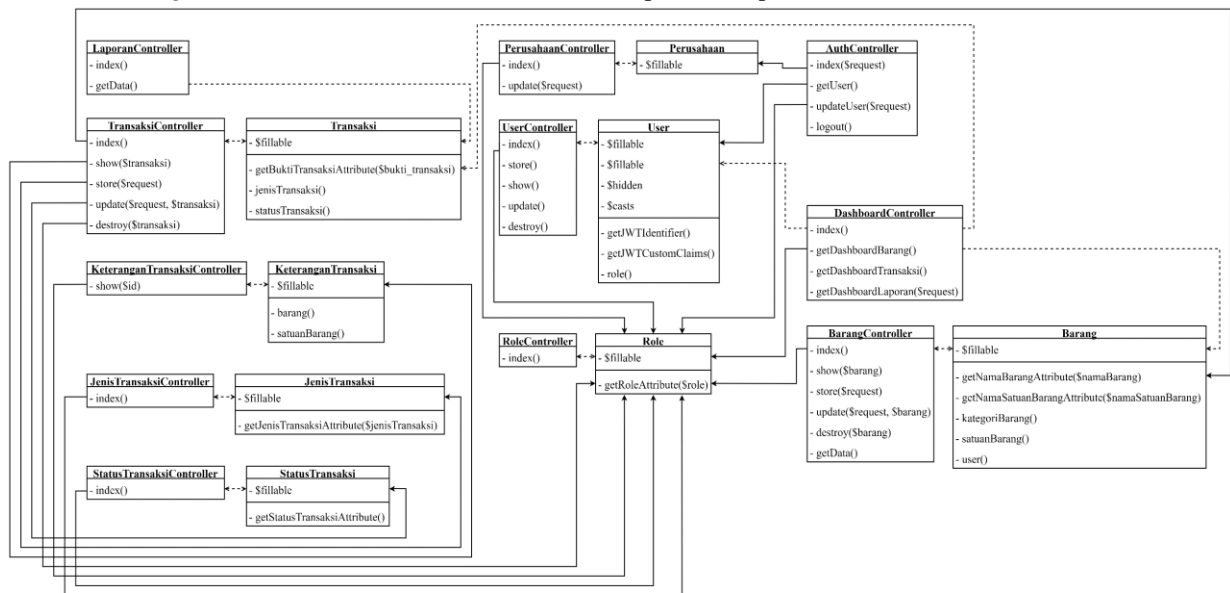 LaporanController
- index()
- getData()
TransaksiController
- index()
- show($transaksi)
- store($request)
- update($request, $transaksi)
- destroy($transaksi)
Transaksi
- $fillable
- getBuktiTransaksiAttribute($bukti_transaksi)
- jenisTransaksi()
- statusTransaksi()
KeteranganTransaksiController
- show($id)
KeteranganTransaksi
- $fillable
- barang()
- satuanBarang()
JenisTransaksiController
- index()
JenisTransaksi
- $fillable
- getJenisTransaksiAttribute($jenisTransaksi)
StatusTransaksiController
- index()
StatusTransaksi
- $fillable
- getStatusTransaksiAttribute()
PerusahaanController
- index()
- update($request)
Perusahaan
- $fillable
UserController
- index()
- store()
- show()
- update()
- destroy()
User
- $fillable
- $fillable
- $hidden
- $casts
- getJWTIdentifier()
- getJWTCustomClaims()
- role()
RoleController
- index()
Role
- $fillable
- getRoleAttribute($role)
AuthController
- index($request)
- getUser()
- updateUser($request)
- logout()
DashboardController
- index()
- getDashboardBarang()
- getDashboardTransaksi()
- getDashboardLaporan($request)
BarangController
- index()
- show($barang)
- store($request)
- update($request, $barang)
- destroy($barang)
- getData()
Barang
- $fillable
- getNamaBarangAttribute($namaBarang)
- getNamaSatuanBarangAttribute($namaSatuanBarang)
- kategoriBarang()
- satuanBarang()
- user()